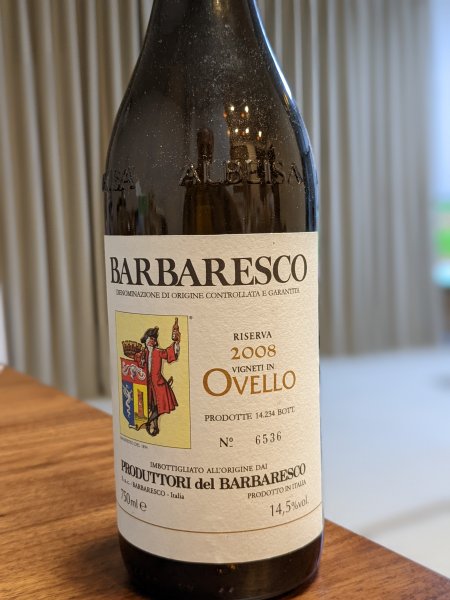 ALBEISA
BARBARESCO
DENOMINAZIONE DI ORIGINE CONTROLLATA E GARANTITA
RISERVA
2008
VIGNETI IN
OVELLO
PRODOTTE 14.234 BOTT.
Nº 6536
IMBOTTIGLIATO ALL'ORIGINE DAI
PRODUTTORI del BARBARESCO
s.a.c. - BARBARESCO - Italia PRODOTTO IN ITALIA
750ml e 14,5%vol.